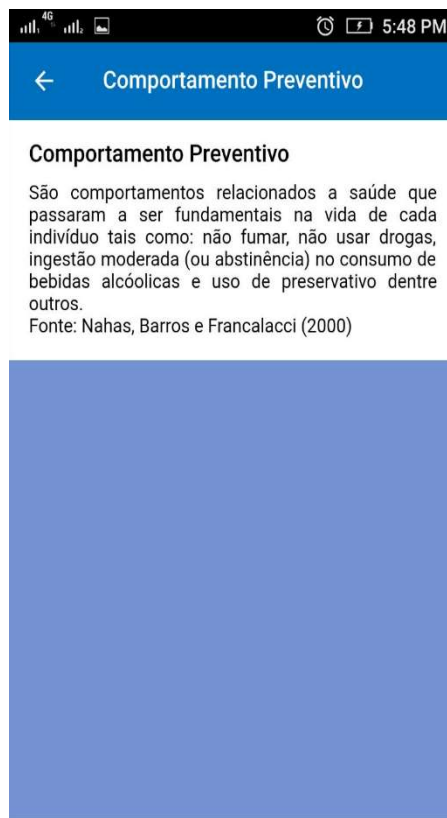 4G
5:48 PM
Comportamento Preventivo
Comportamento Preventivo
São comportamentos relacionados a saúde que
passaram a ser fundamentais na vida de cada
indivíduo tais como: não fumar, não usar drogas,
ingestão moderada (ou abstinência) no consumo de
bebidas alcóolicas e uso de preservativo dentre
outros.
Fonte: Nahas, Barros e Francalacci (2000)